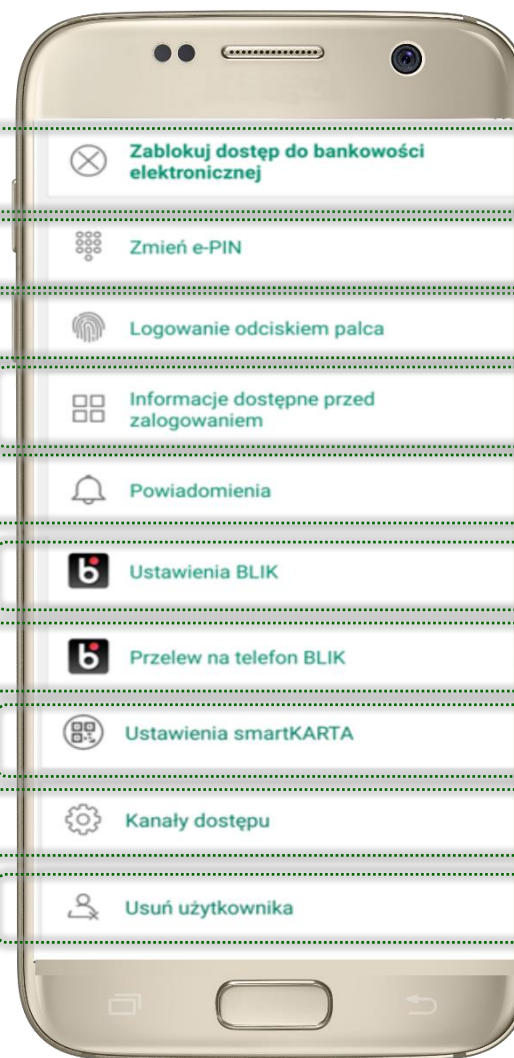 Zablokuj dostęp do bankowości
elektronicznej
Zmień e-PIN
Logowanie odciskiem palca
Informacje dostępne przed
zalogowaniem
Powiadomienia
Ustawienia BLIK
Przelew na telefon BLIK
Ustawienia smartKARTA
Kanały dostępu
Usuń użytkownika